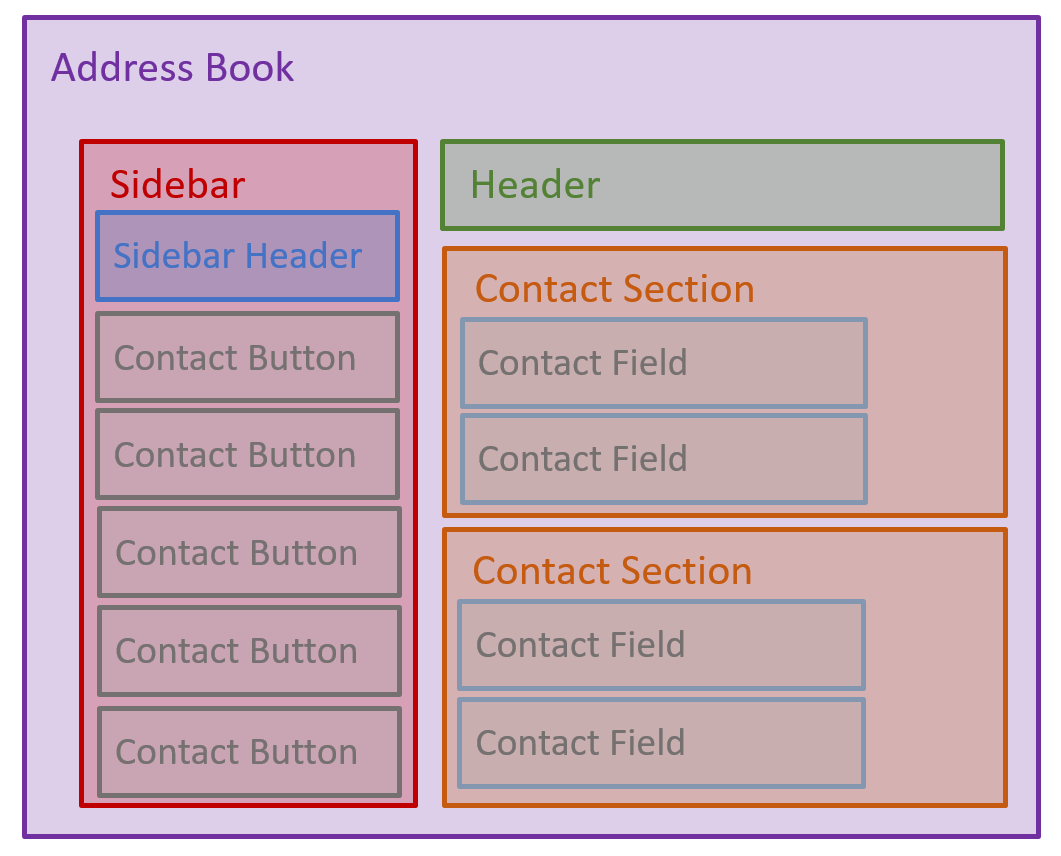 Address Book
Sidebar
Sidebar Header
Contact Button
Contact Button
Contact Button
Contact Button
Contact Button
Header
Contact Section
Contact Field
Contact Field
Contact Section
Contact Field
Contact Field